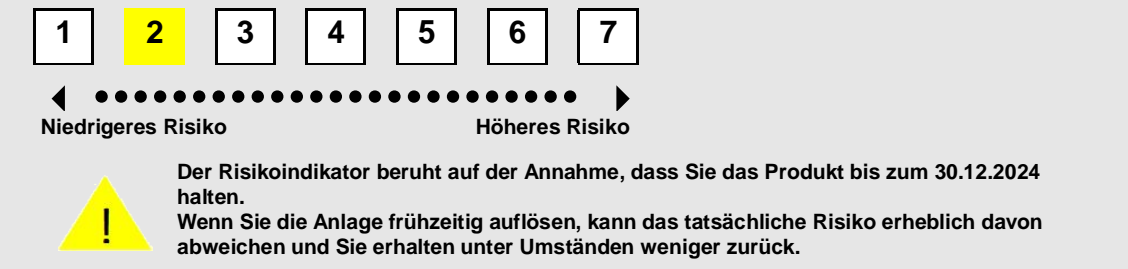 1 2 3 4 5 6 7
Niedrigeres Risiko Höheres Risiko
Der Risikoindikator beruht auf der Annahme, dass Sie das Produkt bis zum 30.12.2024
halten.
Wenn Sie die Anlage frühzeitig auflösen, kann das tatsächliche Risiko erheblich davon
abweichen und Sie erhalten unter Umständen weniger zurück.
!